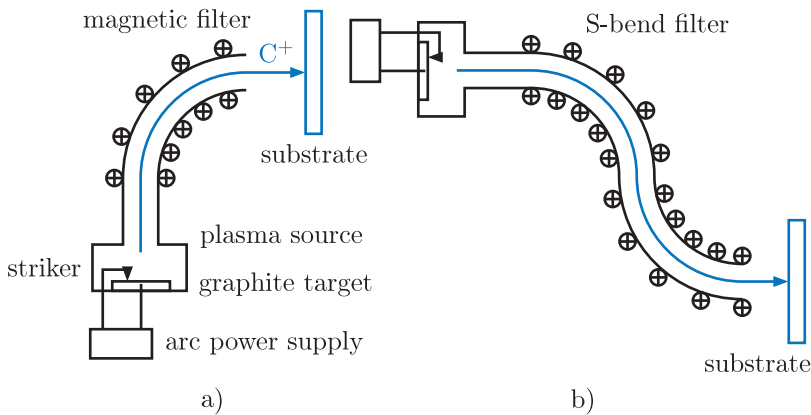 magnetic filter
C+
substrate
plasma source
striker
graphite target
arc power supply
a)
S-bend filter
substrate
b)